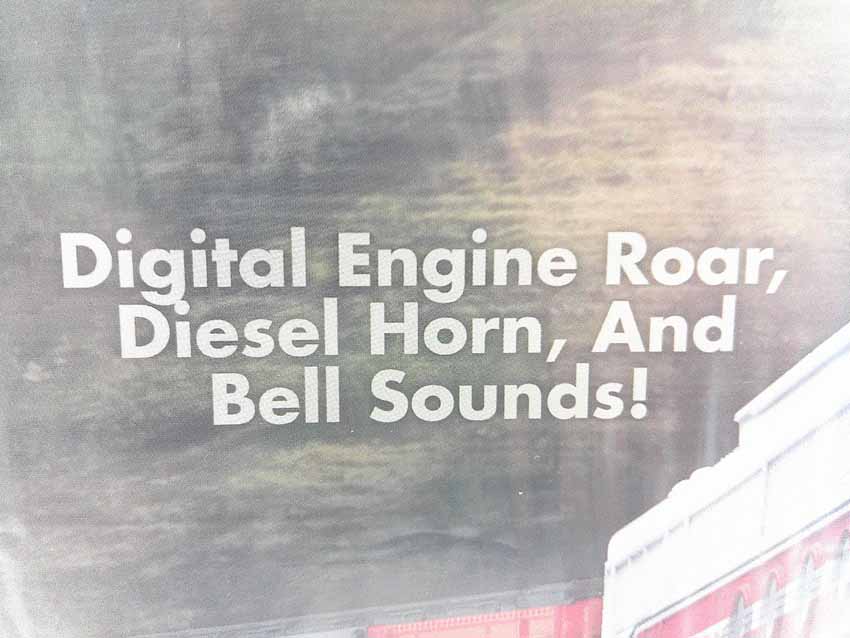 Digital Engine Roar,
Diesel Horn, And
Bell Sounds!